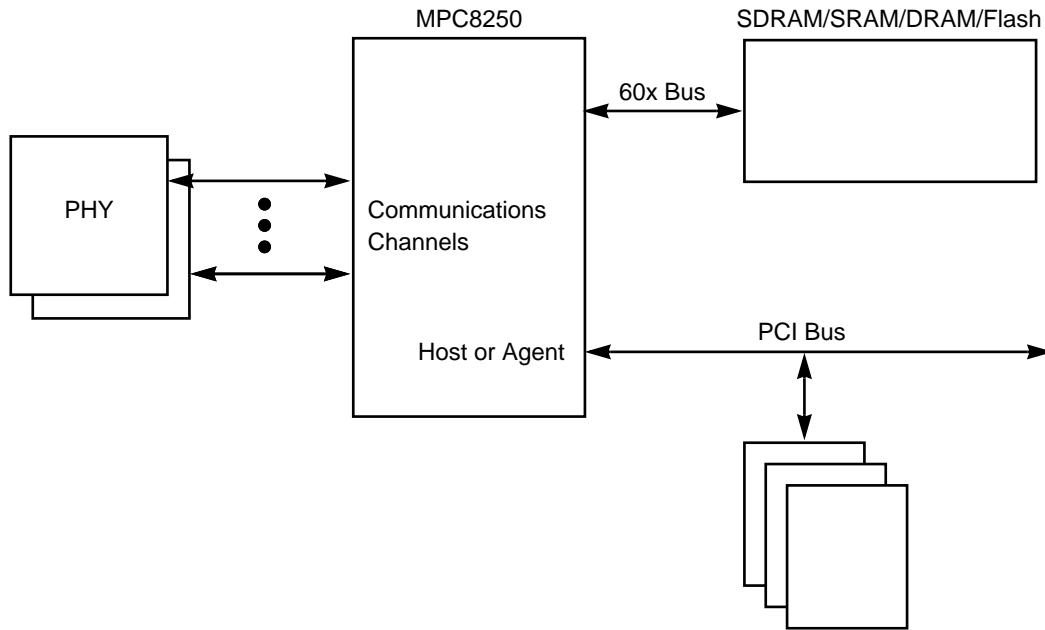 MPC8250
SDRAM/SRAM/DRAM/Flash
60x Bus
PHY
Communications
Channels
Host or Agent
PCI Bus